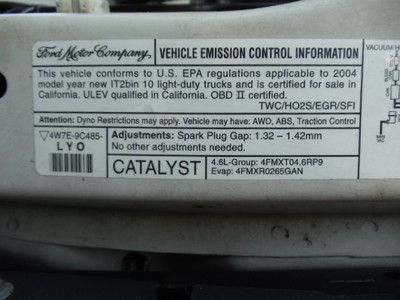 Ford Motor Company, VEHICLE EMISSION CONTROL INFORMATION
This vehicle conforms to U.S. EPA regulations applicable to 2004
model year new IT2bin 10 light-duty trucks and is certified for sale in
California. ULEV qualified in California. OBD II certified.
TWC/HO2S/EGR/SFI
Attention: Dyno Restrictions may apply. Vehicle may have: AWD, ABS, Traction Control
4W7E-9C485-
LYO
Adjustments: Spark Plug Gap: 1.32 – 1.42mm
No other adjustments needed.
CATALYST
4.6L-Group: 4FMXT04.6RP9
Evap: 4FMXR0265GAN
VACUUM